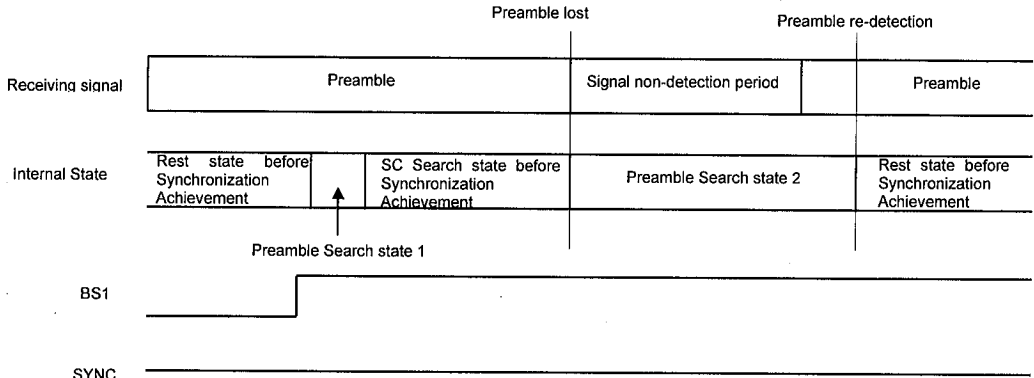 Preamble lost
Preamble re-detection
Receiving signal
Preamble
Signal non-detection period
Preamble
Internal State
Rest state before
Synchronization
Achievement
SC Search state before
Synchronization
Achievement
Preamble Search state 2
Rest state before
Synchronization
Achievement
Preamble Search state 1
BS1
SYNC